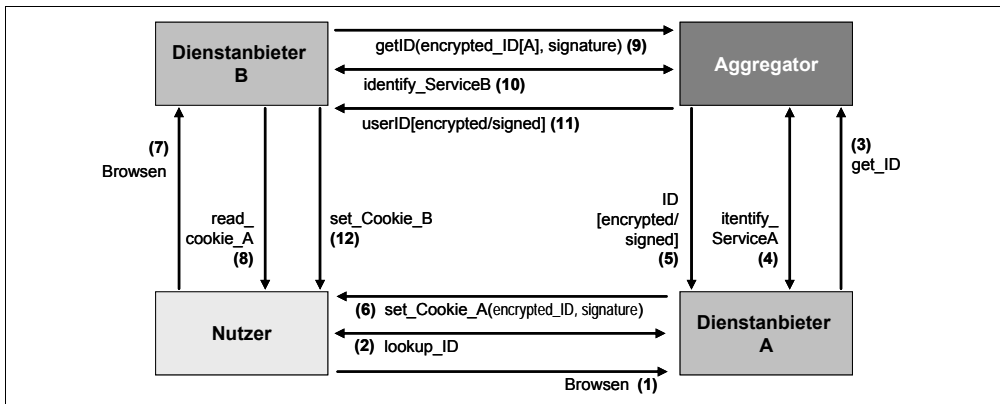 Dienstanbieter
B
getID(encrypted_ID[A], signature) (9)
identify_ServiceB (10)
userID[encrypted/signed] (11)
Aggregator
(7)
Browsen
(3)
get_ID
read_
cookie_A
(8)
set_Cookie_B
(12)
ID
[encrypted/
signed]
(5)
itentify_
ServiceA
(4)
Nutzer
(6) set_Cookie_A(encrypted_ID, signature)
(2) lookup_ID
Browsen (1)
Dienstanbieter
A